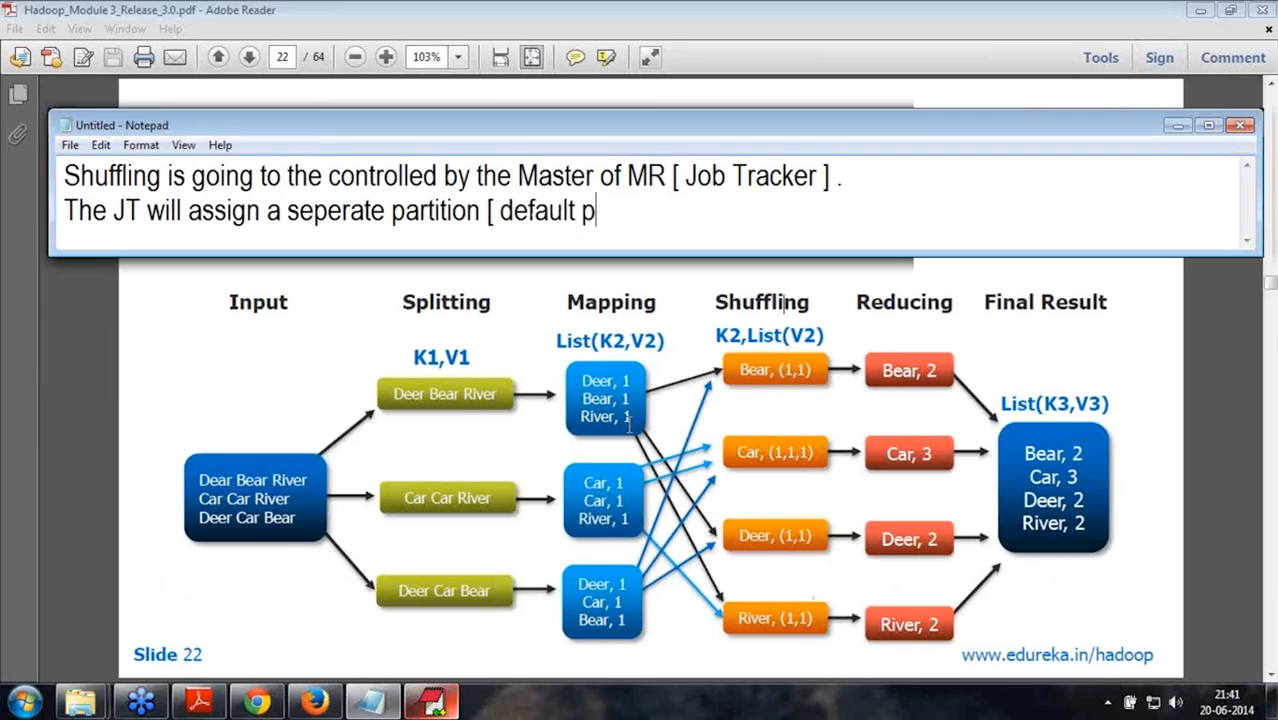 Hadoop_Module 3_Release_3.0.pdf - Adobe Reader
File Edit View Window Help
22 / 64 103% Tools Sign Comment
Untitled - Notepad
File Edit Format View Help
Shuffling is going to the controlled by the Master of MR [ Job Tracker ] .
The JT will assign a seperate partition [ default p
Input Splitting Mapping Shuffling Reducing Final Result
K1,V1
List(K2,V2)
K2,List(V2)
List(K3,V3)
Dear Bear River
Car Car River
Deer Car Bear
Deer Bear River
Car Car River
Deer Car Bear
Deer, 1
Bear, 1
River, 1
Car, 1
Car, 1
River, 1
Deer, 1
Car, 1
Bear, 1
Bear, (1,1)
Car, (1,1,1)
Deer, (1,1)
River, (1,1)
Bear, 2
Car, 3
Deer, 2
River, 2
Bear, 2
Car, 3
Deer, 2
River, 2
Slide 22
www.edureka.in/hadoop
21:41
20-06-2014